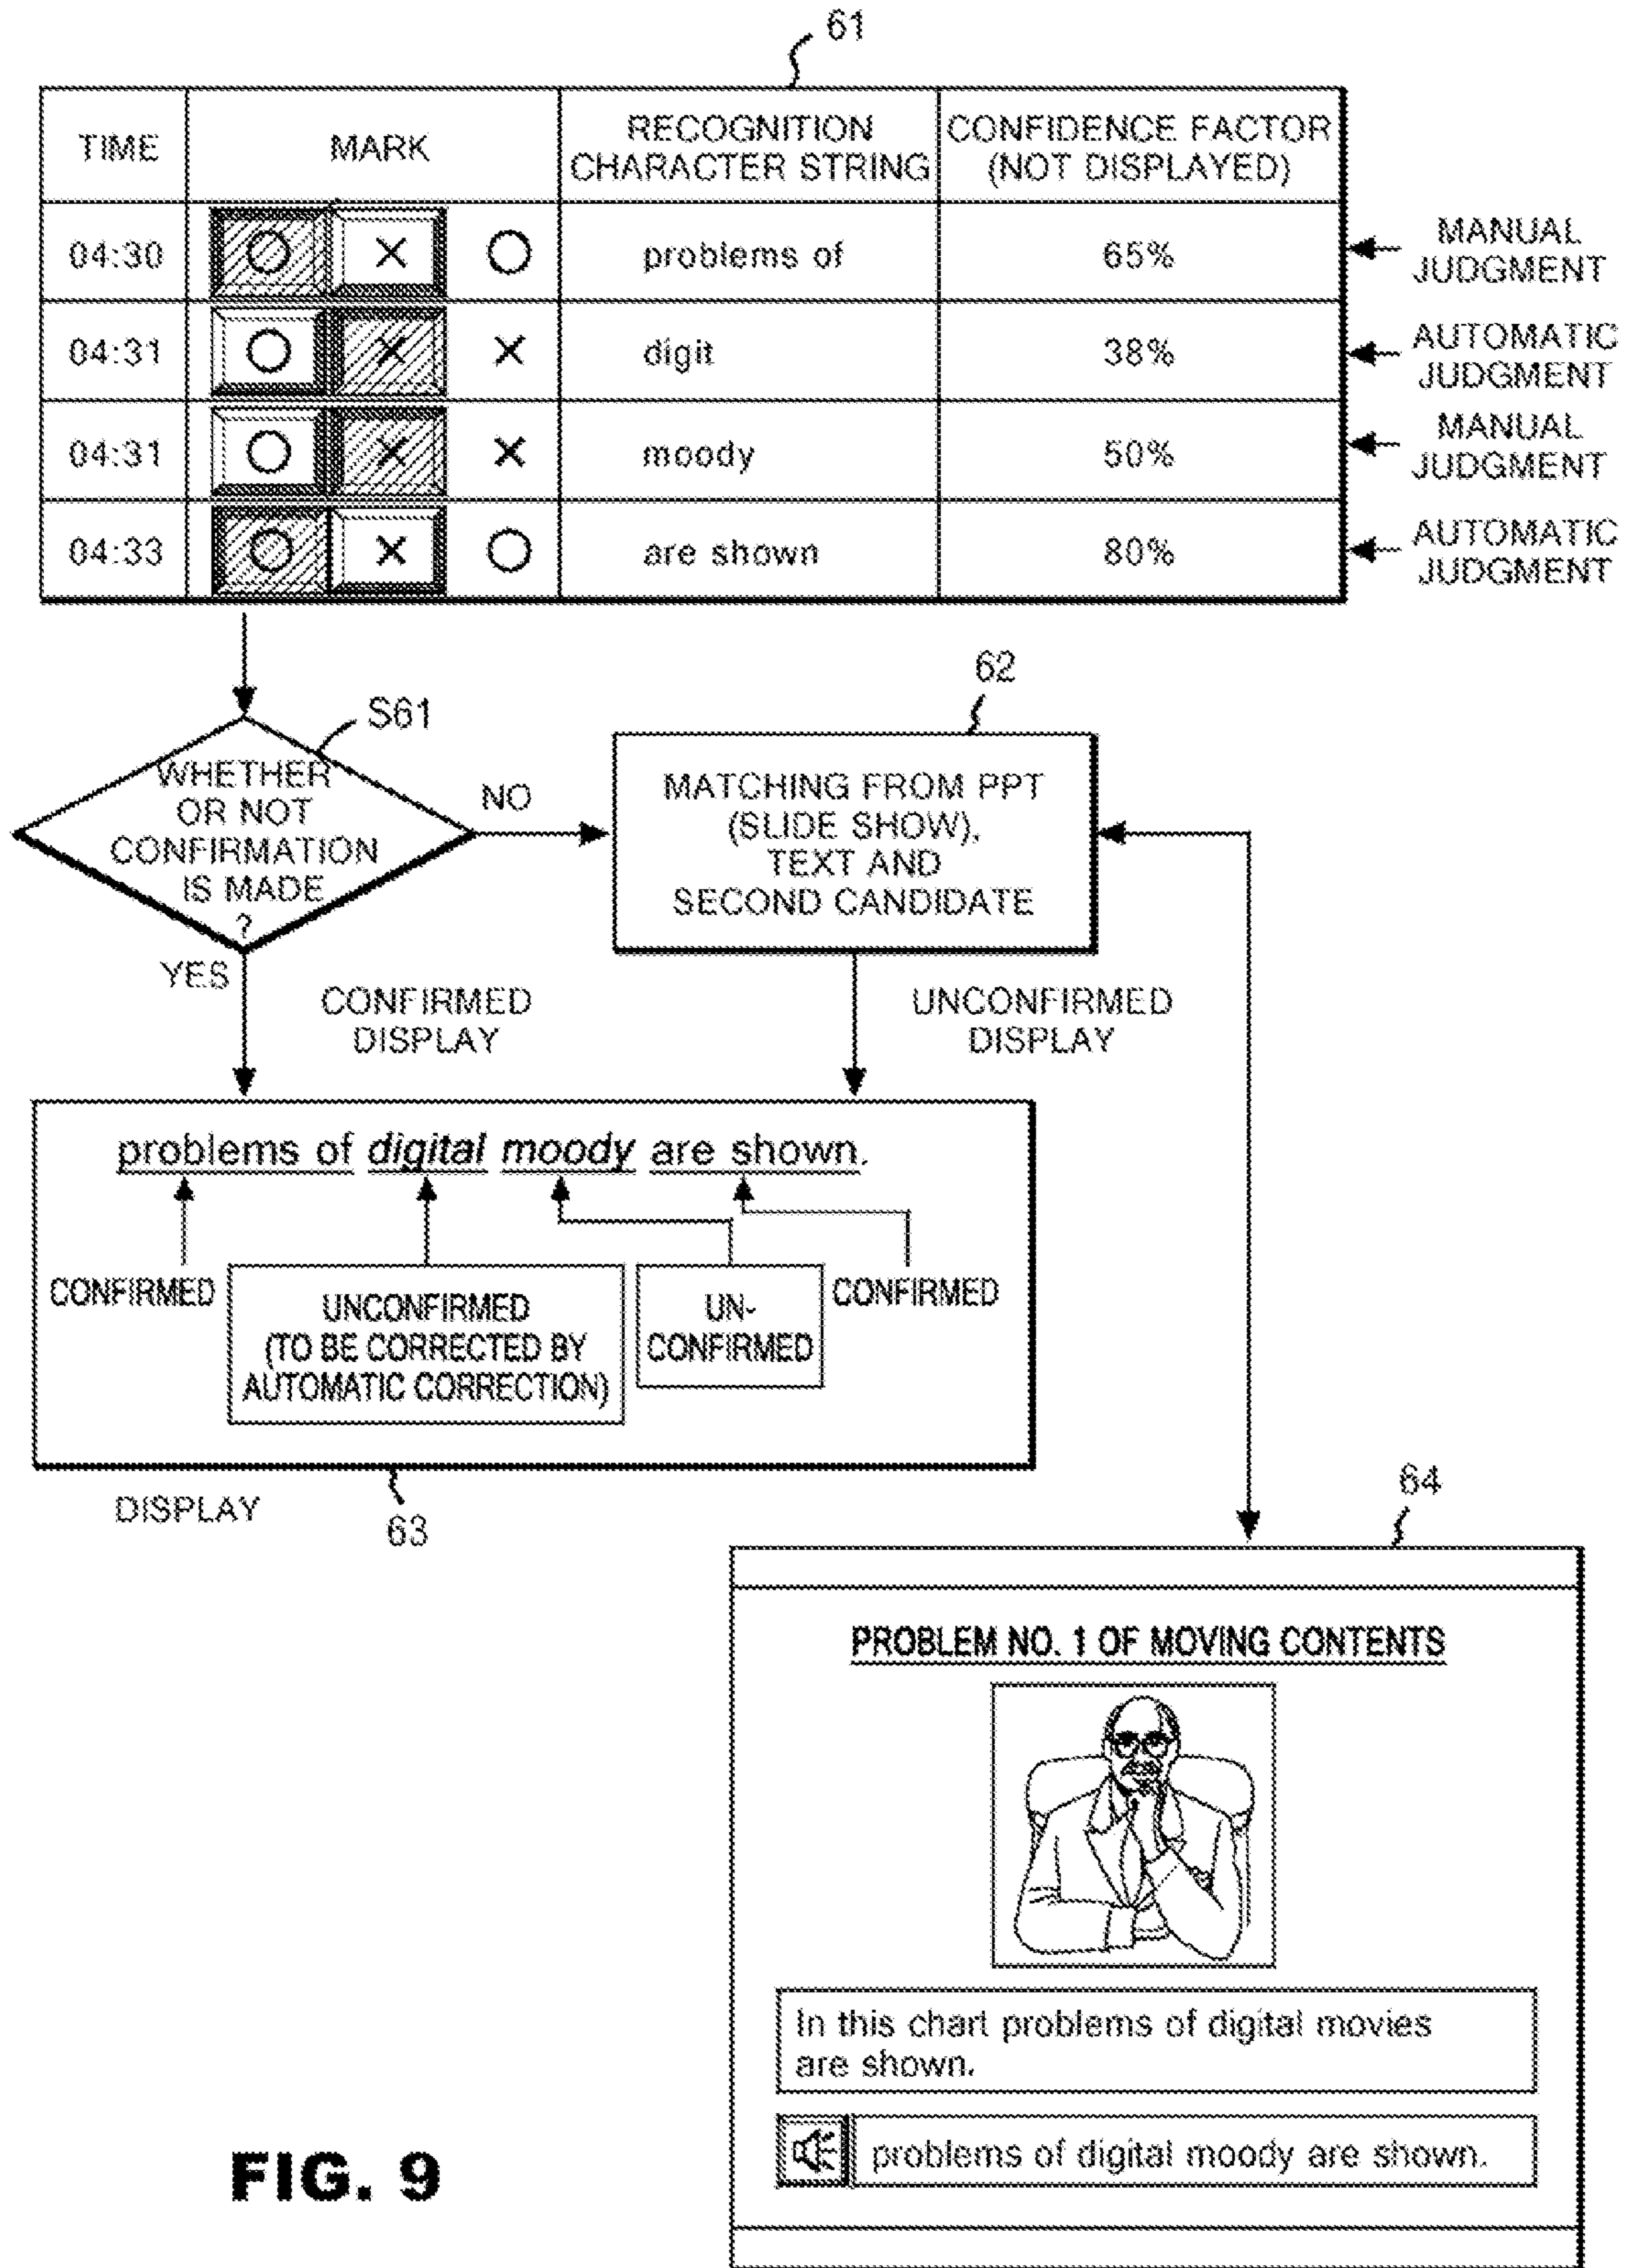 61
TIME
MARK
RECOGNITION
CHARACTER STRING
CONFIDENCE FACTOR
(NOT DISPLAYED)
04:30
○ × ○
problems of
65%
MANUAL
JUDGMENT
04:31
○ × ×
digit
38%
AUTOMATIC
JUDGMENT
04:31
○ × ×
moody
50%
MANUAL
JUDGMENT
04:33
○ × ○
are shown
80%
AUTOMATIC
JUDGMENT
S61
WHETHER
OR NOT
CONFIRMATION
IS MADE
?
NO
YES
62
MATCHING FROM PPT
(SLIDE SHOW),
TEXT AND
SECOND CANDIDATE
CONFIRMED
DISPLAY
UNCONFIRMED
DISPLAY
problems of digital moody are shown.
CONFIRMED
UNCONFIRMED
(TO BE CORRECTED BY
AUTOMATIC CORRECTION)
UN-
CONFIRMED
CONFIRMED
DISPLAY
63
64
PROBLEM NO. 1 OF MOVING CONTENTS
In this chart problems of digital movies
are shown.
problems of digital moody are shown.
FIG. 9